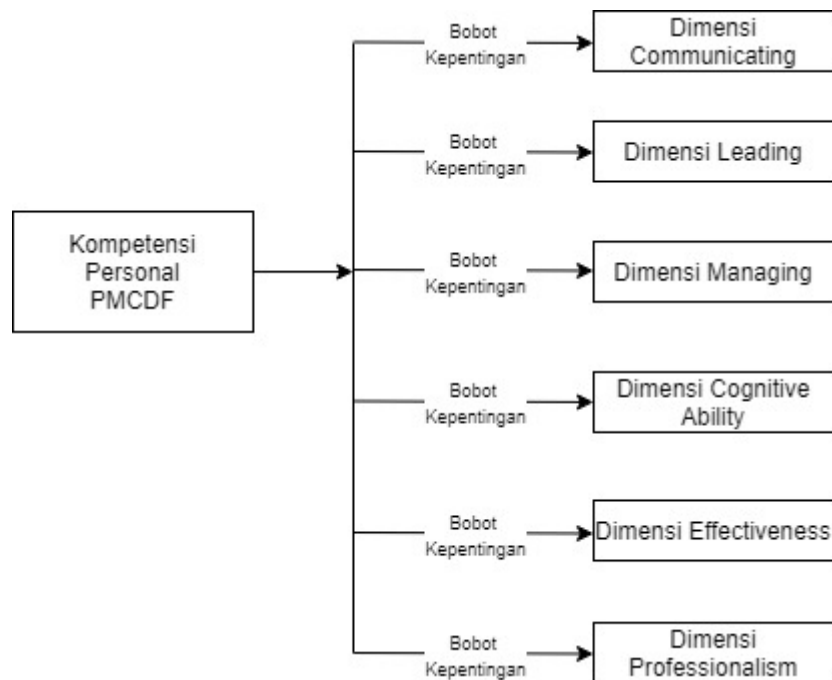 Bobot
Kepentingan
Dimensi
Communicating
Bobot
Kepentingan
Dimensi Leading
Kompetensi
Personal
PMCDF
Bobot
Kepentingan
Dimensi Managing
Bobot
Kepentingan
Dimensi Cognitive
Ability
Bobot
Kepentingan
Dimensi Effectiveness
Bobot
Kepentingan
Dimensi
Professionalism